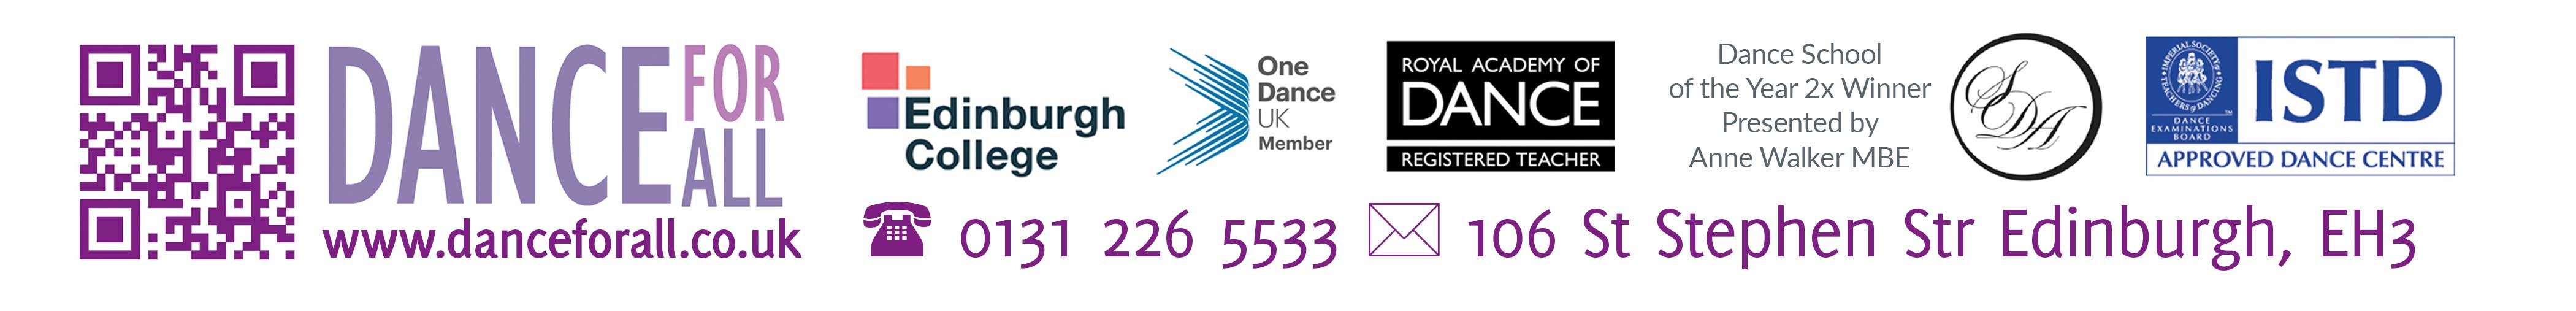 DANCE FOR ALL
www.danceforall.co.uk
Edinburgh
College
One
Dance
UK
Member
ROYAL ACADEMY OF
DANCE
REGISTERED TEACHER
Dance School
of the Year 2x Winner
Presented by
Anne Walker MBE
SDA
IMPERIAL SOCIETY OF TEACHERS OF DANCING
DANCE
EXAMINATIONS
BOARD
ISTD
APPROVED DANCE CENTRE
0131 226 5533
106 St Stephen Str Edinburgh, EH3